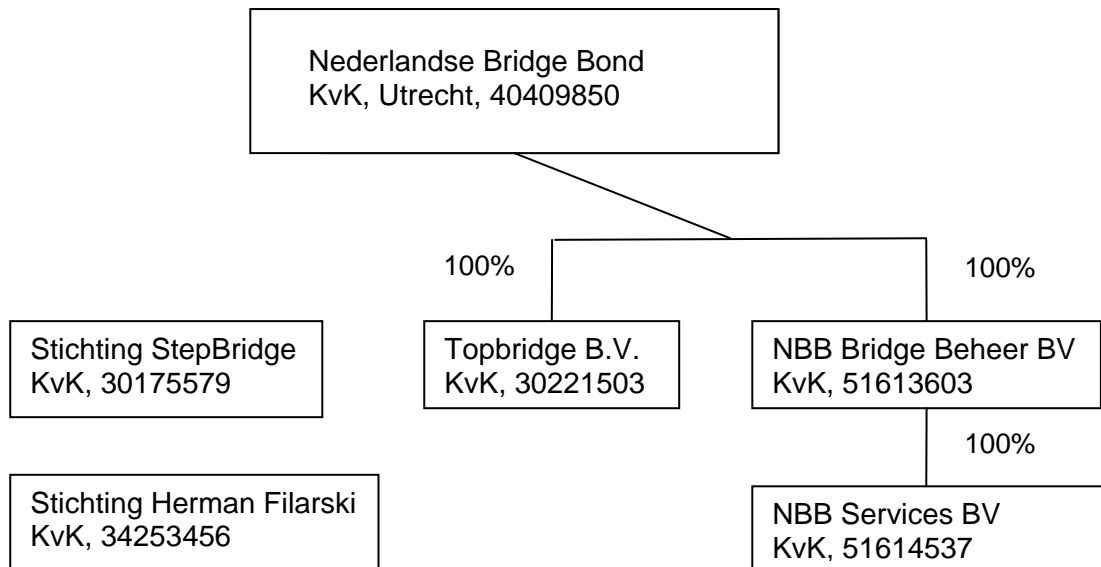 Nederlandse Bridge Bond
KvK, Utrecht, 40409850
100%
100%
Stichting StepBridge
KvK, 30175579
Topbridge B.V.
KvK, 30221503
NBB Bridge Beheer BV
KvK, 51613603
100%
Stichting Herman Filarski
KvK, 34253456
NBB Services BV
KvK, 51614537